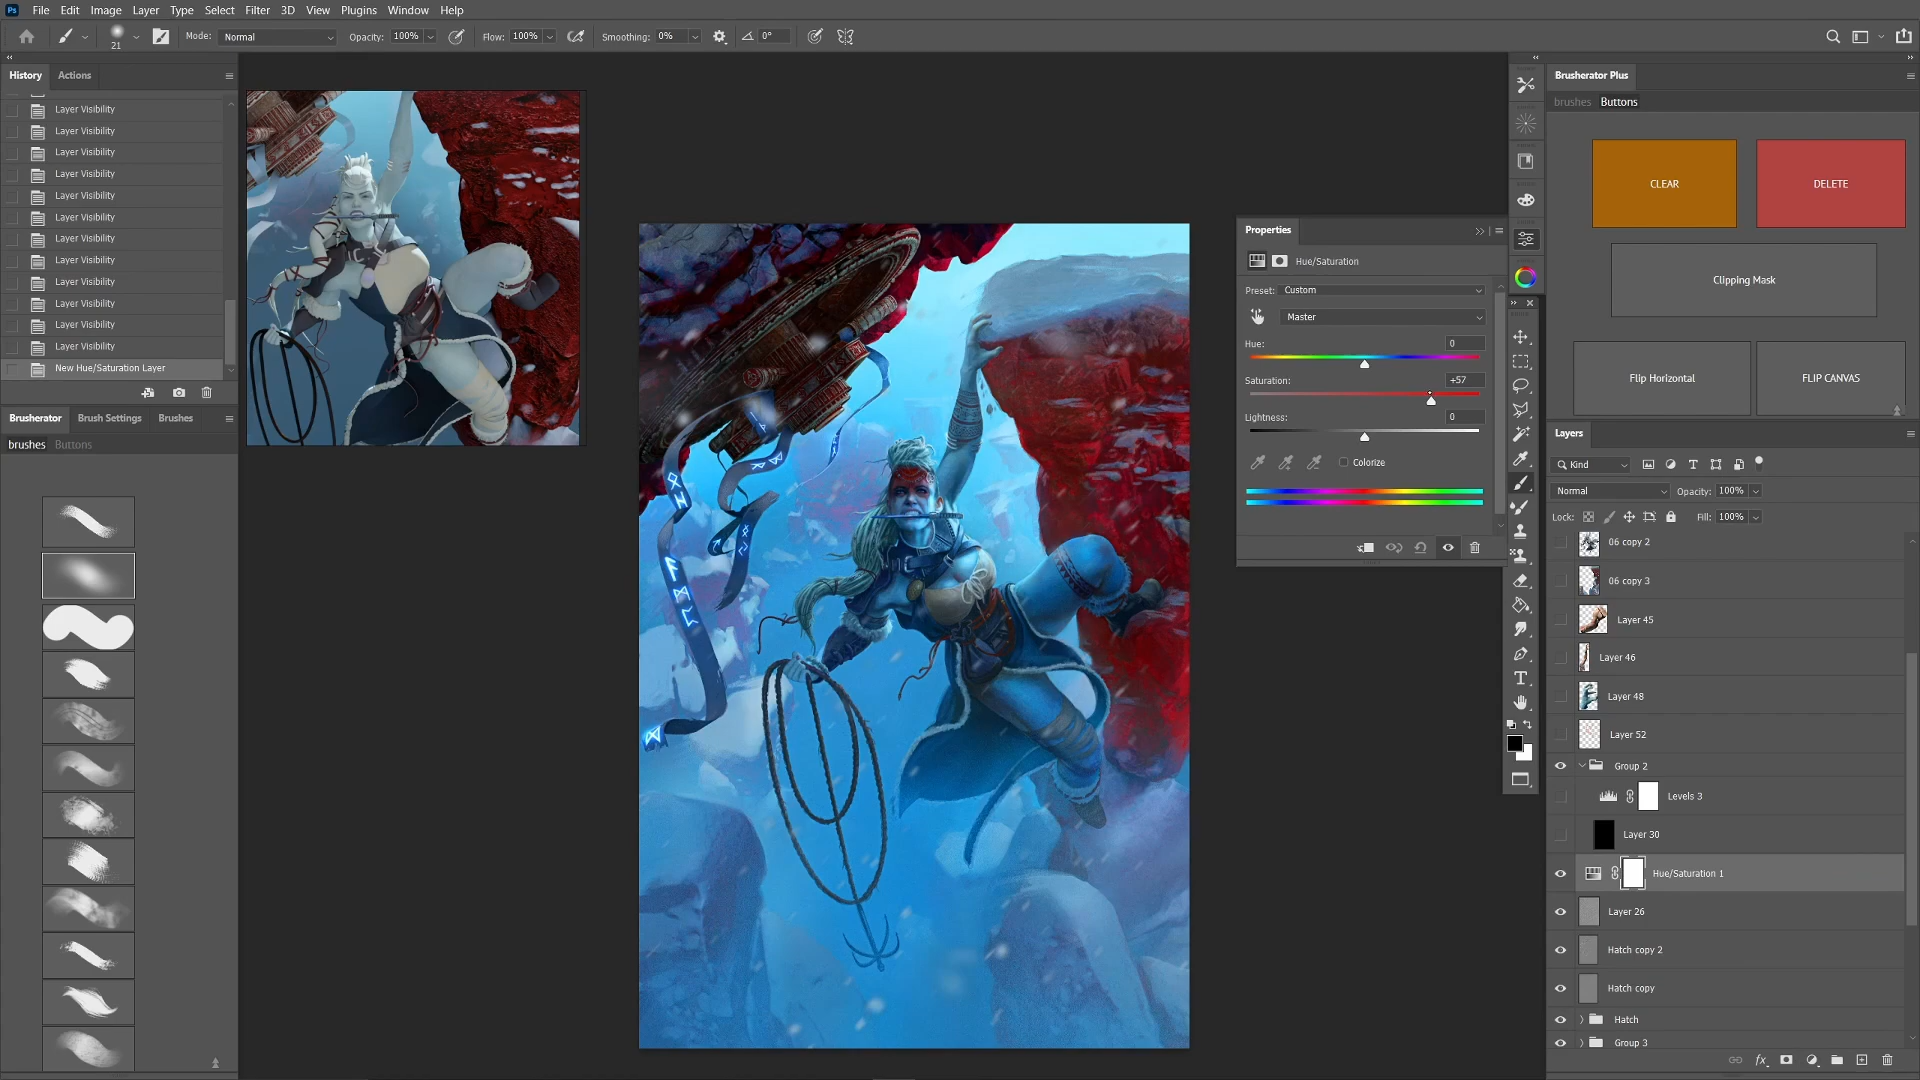 Ps File Edit Image Layer Type Select Filter 3D View Plugins Window Help
21 Mode: Normal Opacity: 100% Flow: 100% Smoothing: 0% 0°
History Actions
Layer Visibility
Layer Visibility
Layer Visibility
Layer Visibility
Layer Visibility
Layer Visibility
Layer Visibility
Layer Visibility
Layer Visibility
Layer Visibility
Layer Visibility
Layer Visibility
New Hue/Saturation Layer
Brusherator Brush Settings Brushes
brushes Buttons
Properties
Hue/Saturation
Preset: Custom
Master
Hue: 0
Saturation: +57
Lightness: 0
Colorize
Brusherator Plus
brushes Buttons
CLEAR DELETE
Clipping Mask
Flip Horizontal FLIP CANVAS
Layers
Kind
Normal Opacity: 100%
Lock: Fill: 100%
06 copy 2
06 copy 3
Layer 45
Layer 46
Layer 48
Layer 52
Group 2
Levels 3
Layer 30
Hue/Saturation 1
Layer 26
Hatch copy 2
Hatch copy
Hatch
Group 3
fx